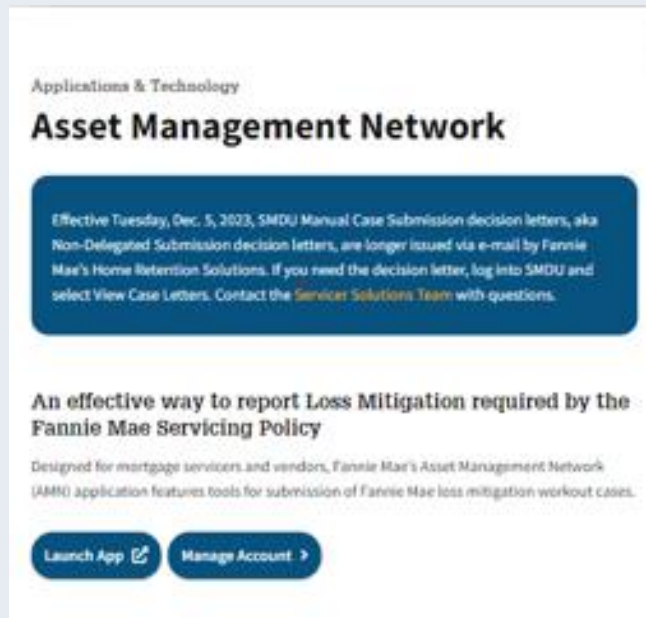 Applications & Technology
Asset Management Network
Effective Tuesday, Dec. 5, 2023, SMDU Manual Case Submission decision letters, aka
Non-Delegated Submission decision letters, are longer issued via e-mail by Fannie
Mae's Home Retention Solutions. If you need the decision letter, log into SMDU and
select View Case Letters. Contact the Servicer Solutions Team with questions.
An effective way to report Loss Mitigation required by the
Fannie Mae Servicing Policy
Designed for mortgage servicers and vendors, Fannie Mae's Asset Management Network
(AMN) application features tools for submission of Fannie Mae loss mitigation workout cases.
Launch App
Manage Account